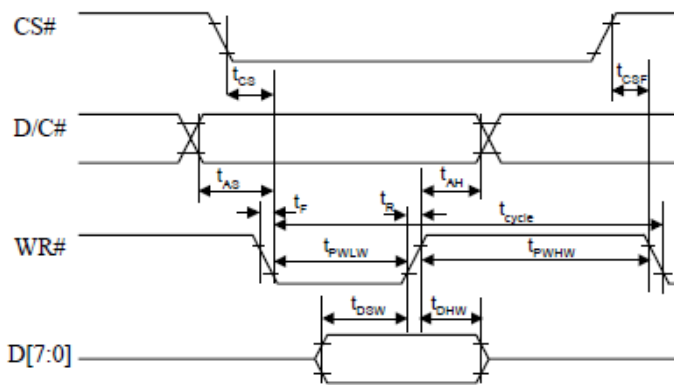 CS#
tCS
tCSF
D/C#
tAS
tAH
tF
tR
tcycle
WR#
tPWLW
tPWHW
tDSW
tDHW
D[7:0]